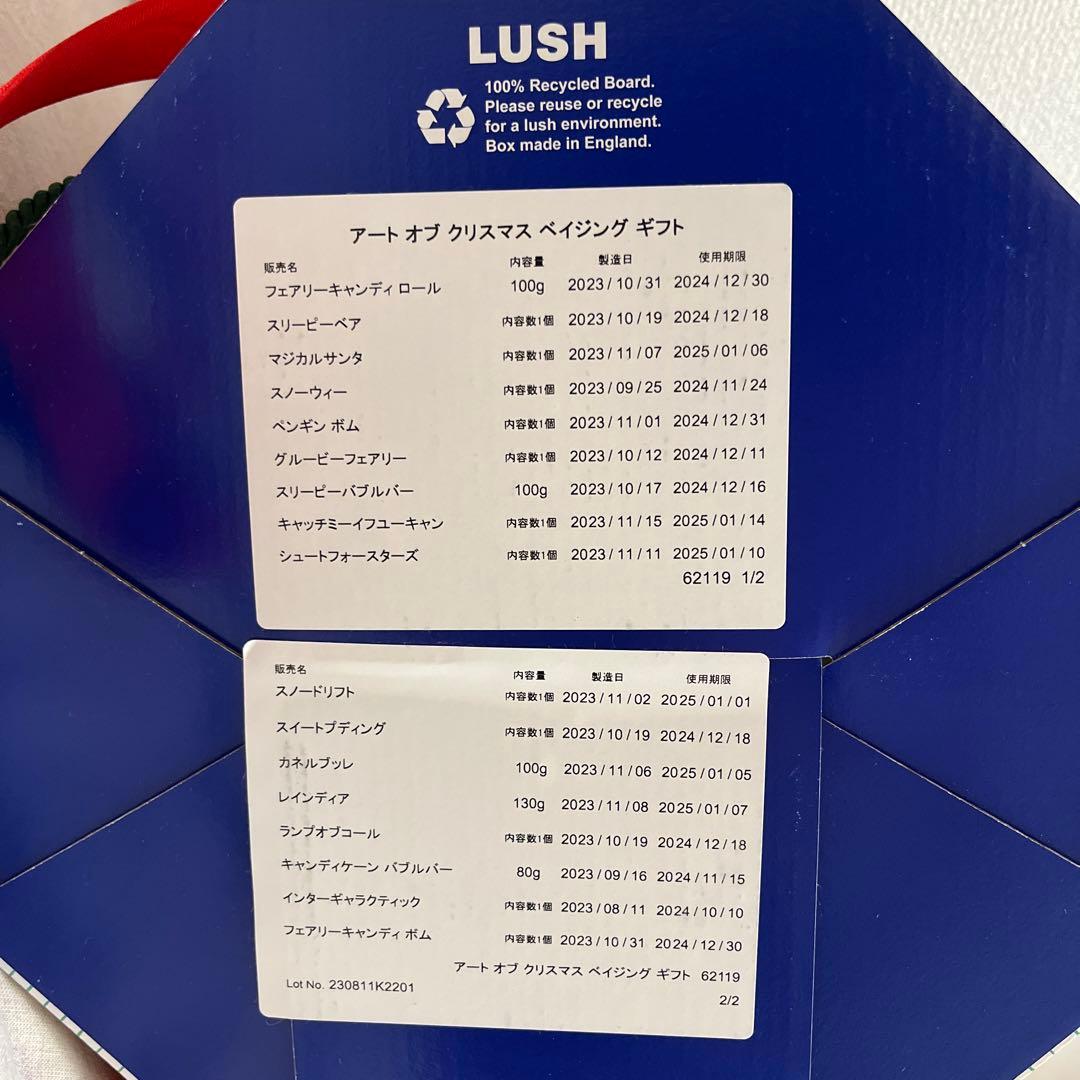 LUSH
100% Recycled Board.
Please reuse or recycle
for a lush environment.
Box made in England.
アート オブ クリスマス ベイジング ギフト
販売名 内容量 製造日 使用期限
フェアリーキャンディ ロール 100g 2023/10/31 2024/12/30
スリーピーベア 内容数1個 2023/10/19 2024/12/18
マジカルサンタ 内容数1個 2023/11/07 2025/01/06
スノーウィー 内容数1個 2023/09/25 2024/11/24
ペンギン ボム 内容数1個 2023/11/01 2024/12/31
グルービーフェアリー 内容数1個 2023/10/12 2024/12/11
スリーピーバブルバー 100g 2023/10/17 2024/12/16
キャッチミーイフユーキャン 内容数1個 2023/11/15 2025/01/14
シュートフォースターズ 内容数1個 2023/11/11 2025/01/10
62119 1/2
販売名 内容量 製造日 使用期限
スノードリフト 内容数1個 2023/11/02 2025/01/01
スイートプディング 内容数1個 2023/10/19 2024/12/18
カネルブッレ 100g 2023/11/06 2025/01/05
レインディア 130g 2023/11/08 2025/01/07
ランプオブコール 内容数1個 2023/10/19 2024/12/18
キャンディケーン バブルバー 80g 2023/09/16 2024/11/15
インターギャラクティック 内容数1個 2023/08/11 2024/10/10
フェアリーキャンディ ボム 内容数1個 2023/10/31 2024/12/30
アート オブ クリスマス ベイジング ギフト 62119
Lot No. 230811K2201 2/2